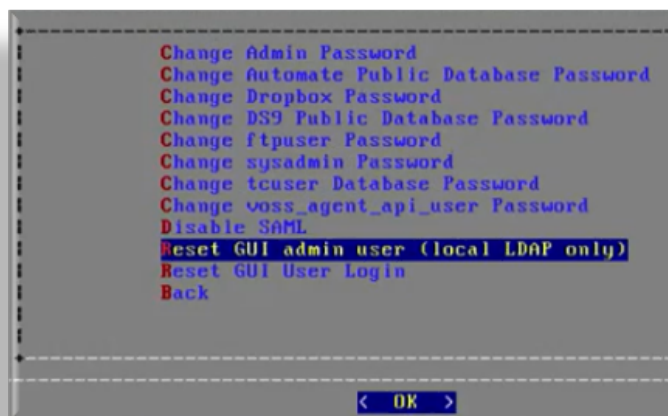 Change Admin Password
Change Automate Public Database Password
Change Dropbox Password
Change DS9 Public Database Password
Change ftpuser Password
Change sysadmin Password
Change tcuser Database Password
Change voss_agent_api_user Password
Disable SAML
Reset GUI admin user (local LDAP only)
Reset GUI User Login
Back
< OK >